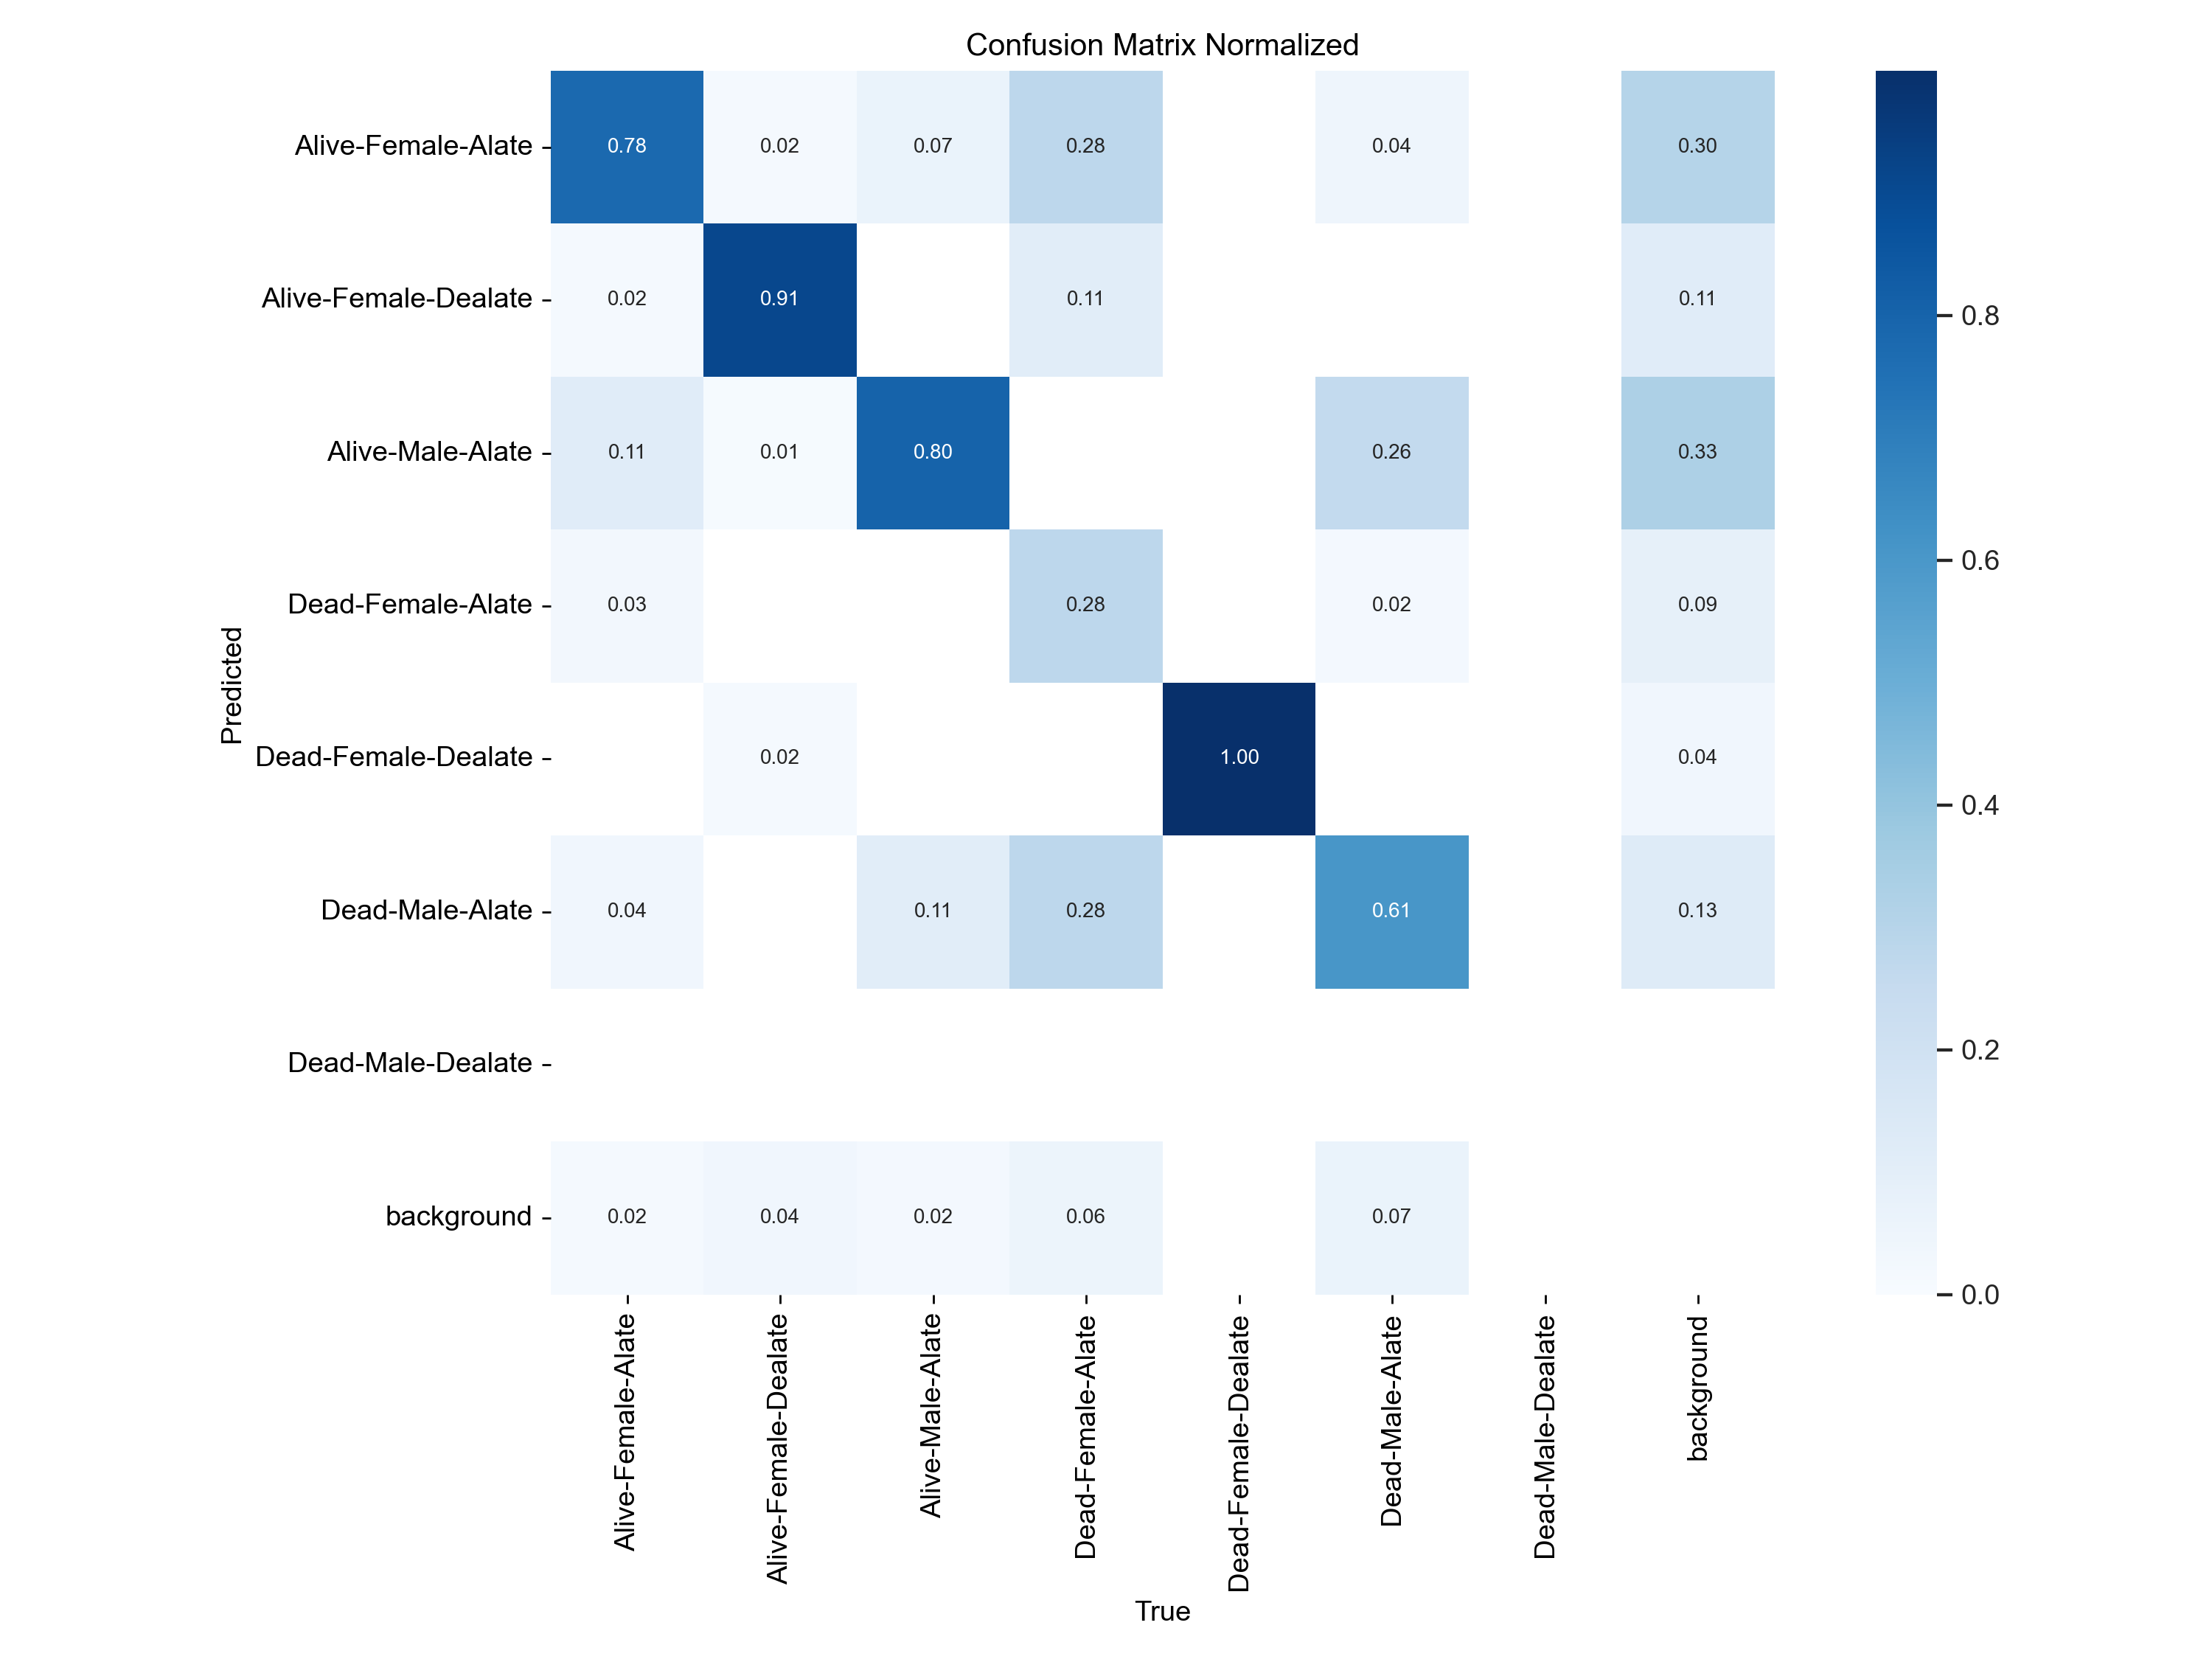 Confusion Matrix Normalized
Alive-Female-Alate 0.78 0.02 0.07 0.28 0.04 0.30
Alive-Female-Dealate 0.02 0.91 0.11 0.11
Alive-Male-Alate 0.11 0.01 0.80 0.26 0.33
Dead-Female-Alate 0.03 0.28 0.02 0.09
Dead-Female-Dealate 0.02 1.00 0.04
Dead-Male-Alate 0.04 0.11 0.28 0.61 0.13
Dead-Male-Dealate
background 0.02 0.04 0.02 0.06 0.07
Predicted
Alive-Female-Alate
Alive-Female-Dealate
Alive-Male-Alate
Dead-Female-Alate
Dead-Female-Dealate
Dead-Male-Alate
Dead-Male-Dealate
background
True
0.8
0.6
0.4
0.2
0.0